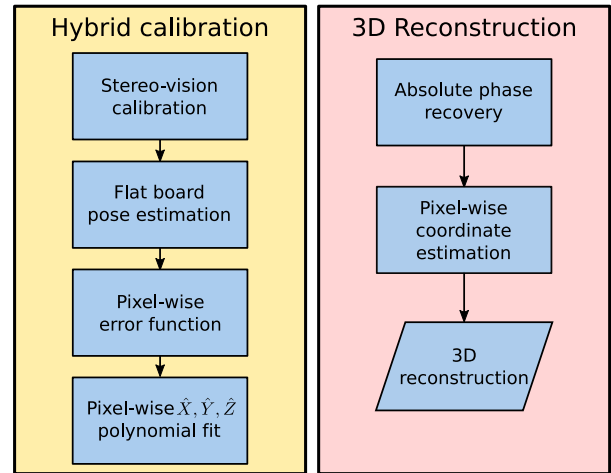 Hybrid calibration
Stereo-vision
calibration
Flat board
pose estimation
Pixel-wise
error function
Pixel-wise X̂, Ŷ, Ẑ
polynomial fit
3D Reconstruction
Absolute phase
recovery
Pixel-wise
coordinate
estimation
3D
reconstruction